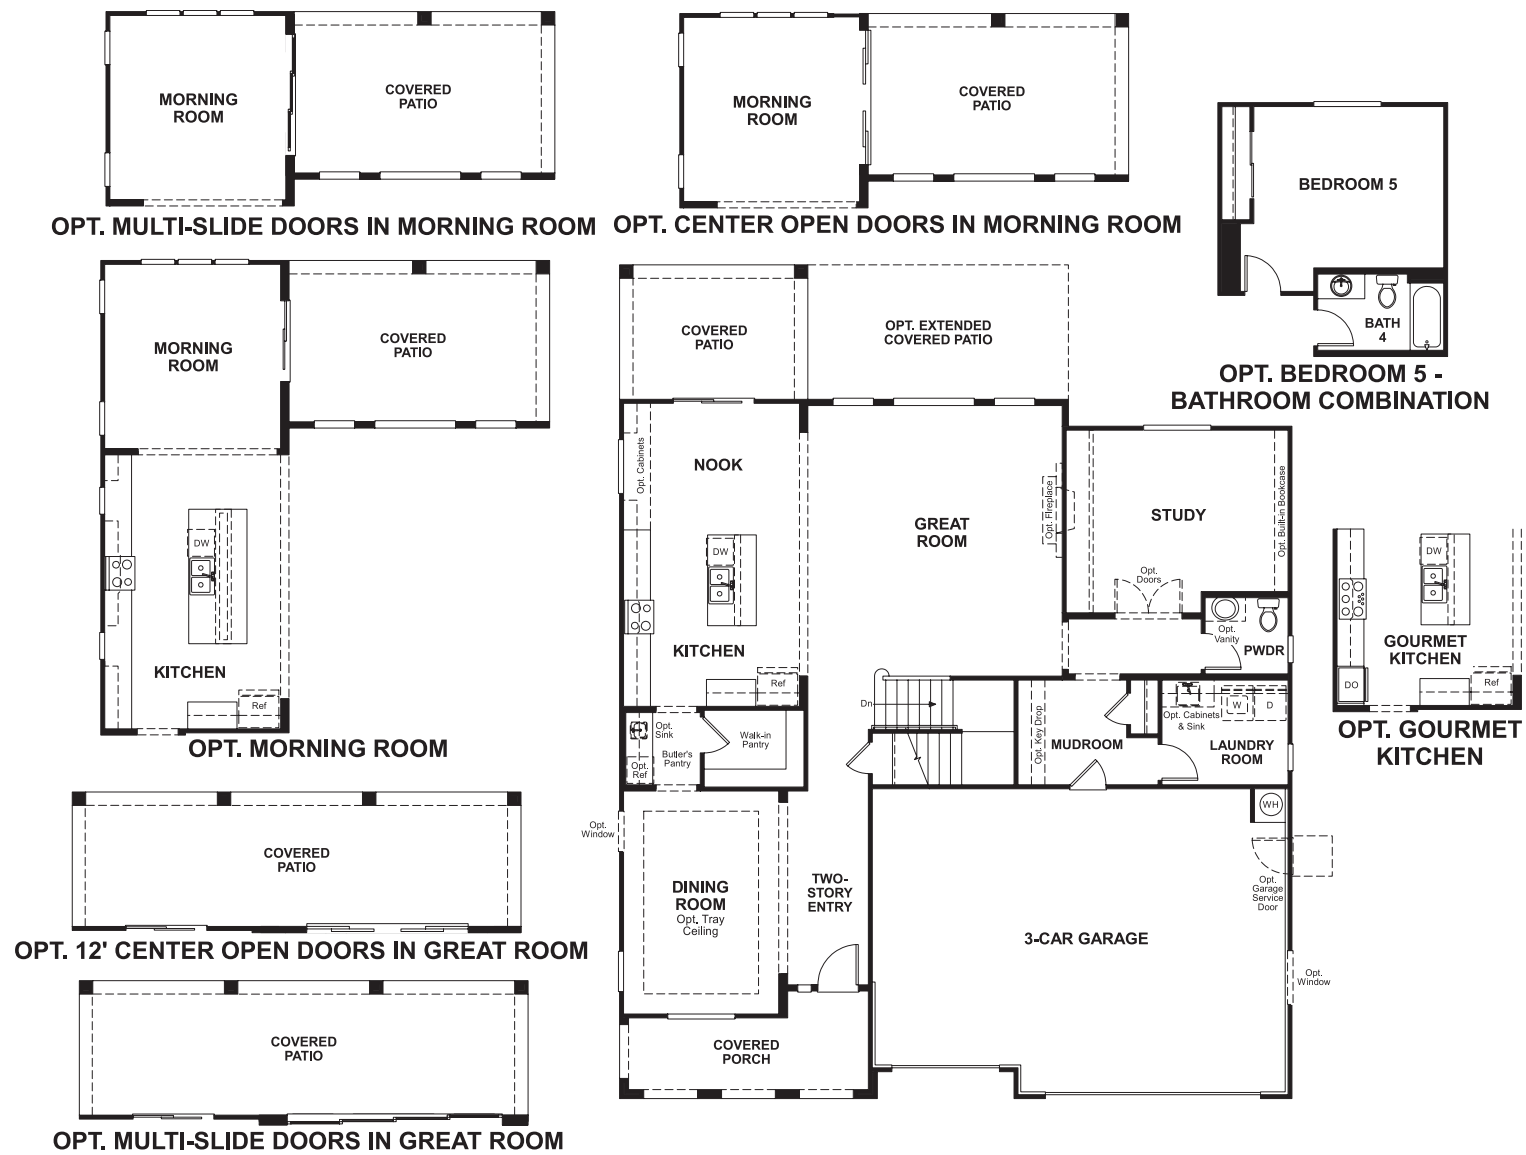 MORNING
ROOM
COVERED
PATIO
OPT. MULTI-SLIDE DOORS IN MORNING ROOM
MORNING
ROOM
COVERED
PATIO
OPT. CENTER OPEN DOORS IN MORNING ROOM
BEDROOM 5
BATH
4
OPT. BEDROOM 5 -
BATHROOM COMBINATION
MORNING
ROOM
COVERED
PATIO
DW
KITCHEN
Ref
OPT. MORNING ROOM
COVERED
PATIO
OPT. EXTENDED
COVERED PATIO
Opt. Cabinets
NOOK
DW
KITCHEN
Ref
GREAT
ROOM
Opt. Fireplace
STUDY
Opt. Built-in Bookcase
Opt.
Doors
Opt.
Vanity
PWDR
Dn
Opt.
Sink
Butler's
Pantry
Opt.
Ref
Walk-in
Pantry
Opt. Key Drop
MUDROOM
Opt. Cabinets
& Sink
W
D
LAUNDRY
ROOM
WH
Opt.
Window
DINING
ROOM
Opt. Tray
Ceiling
TWO-
STORY
ENTRY
3-CAR GARAGE
Opt.
Garage
Service
Door
Opt.
Window
COVERED
PORCH
DW
GOURMET
KITCHEN
DO
Ref
OPT. GOURMET
KITCHEN
COVERED
PATIO
OPT. 12' CENTER OPEN DOORS IN GREAT ROOM
COVERED
PATIO
OPT. MULTI-SLIDE DOORS IN GREAT ROOM